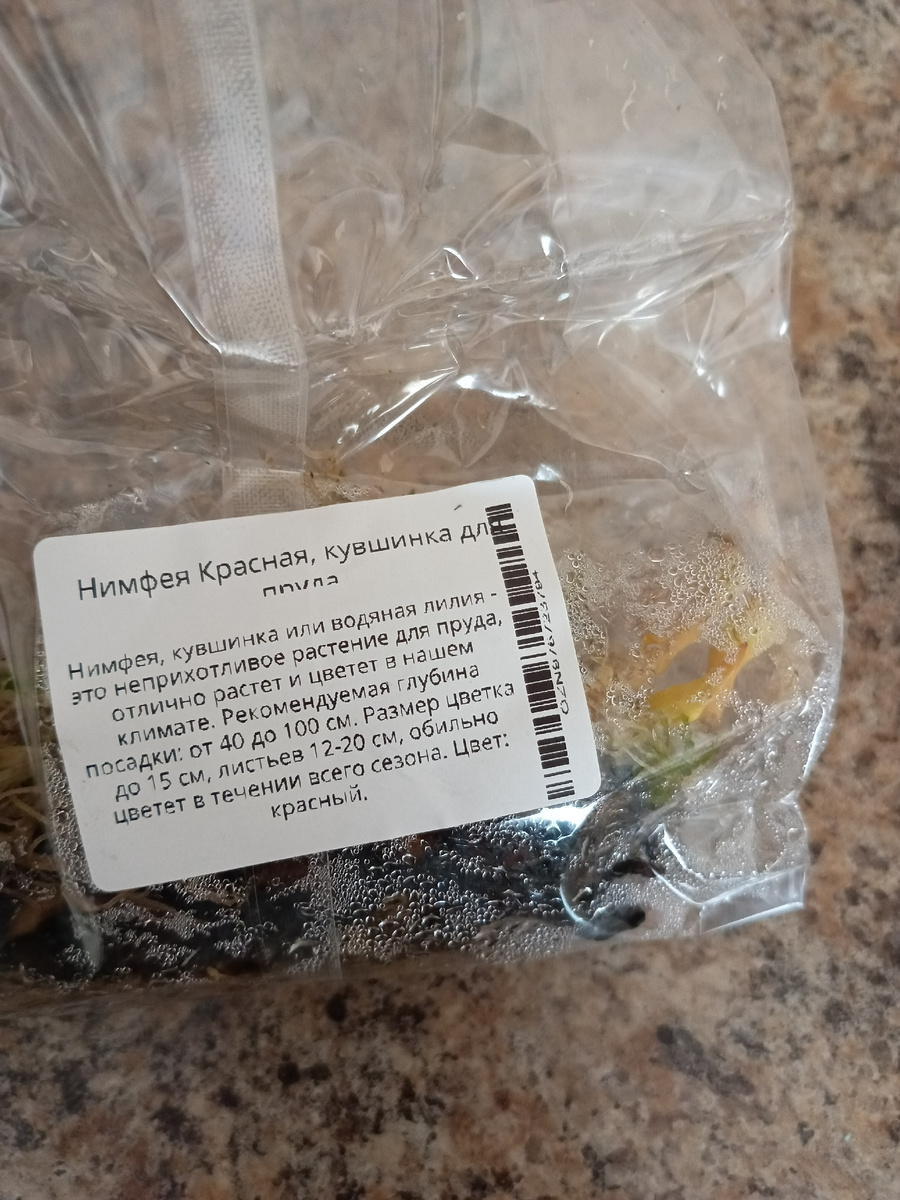 Нимфея Красная, кувшинка для
пруда
Нимфея, кувшинка или водяная лилия -
это неприхотливое растение для пруда,
отлично растет и цветет в нашем
климате. Рекомендуемая глубина
посадки: от 40 до 100 см. Размер цветка
до 15 см, листьев 12-20 см, обильно
цветет в течении всего сезона. Цвет:
красный.